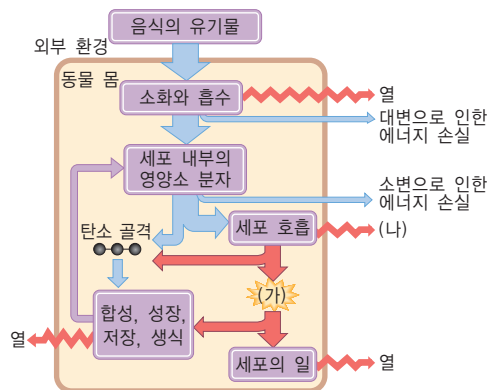 음식의 유기물
외부 환경
동물 몸
소화와 흡수
열
대변으로 인한
에너지 손실
세포 내부의
영양소 분자
소변으로 인한
에너지 손실
탄소 골격
세포 호흡
(나)
(가)
합성, 성장,
저장, 생식
열
세포의 일
열